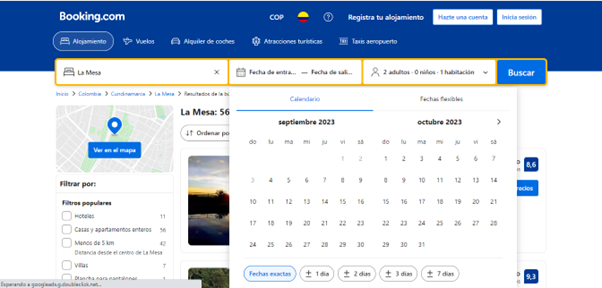 Booking.com
COP
Registra tu alojamiento
Hazte una cuenta
Inicia sesión
Alojamiento
Vuelos
Alquiler de coches
Atracciones turísticas
Taxis aeropuerto
La Mesa
Fecha de entra... — Fecha de sali...
2 adultos · 0 niños · 1 habitación
Buscar
Inicio > Colombia > Cundinamarca > La Mesa > Resultados de la bu
Calendario
Fechas flexibles
Ver en el mapa
La Mesa: 56
Ordenar po
septiembre 2023
octubre 2023
do lu ma mi ju vi sá
do lu ma mi ju vi sá
1 2
1 2 3 4 5 6 7
3 4 5 6 7 8 9
8 9 10 11 12 13 14
10 11 12 13 14 15 16
15 16 17 18 19 20 21
17 18 19 20 21 22 23
22 23 24 25 26 27 28
24 25 26 27 28 29 30
29 30 31
8,6
recios
Filtrar por:
Filtros populares
Hoteles 11
Casas y apartamentos enteros 26
Menos de 5 km 42
Distancia desde el centro de La Mesa
Villas 7
Plancha para pantalones 1
Fechas exactas
± 1 día
± 2 días
± 3 días
± 7 días
9,3
Esperando a googleads.g.doubleclick.net...